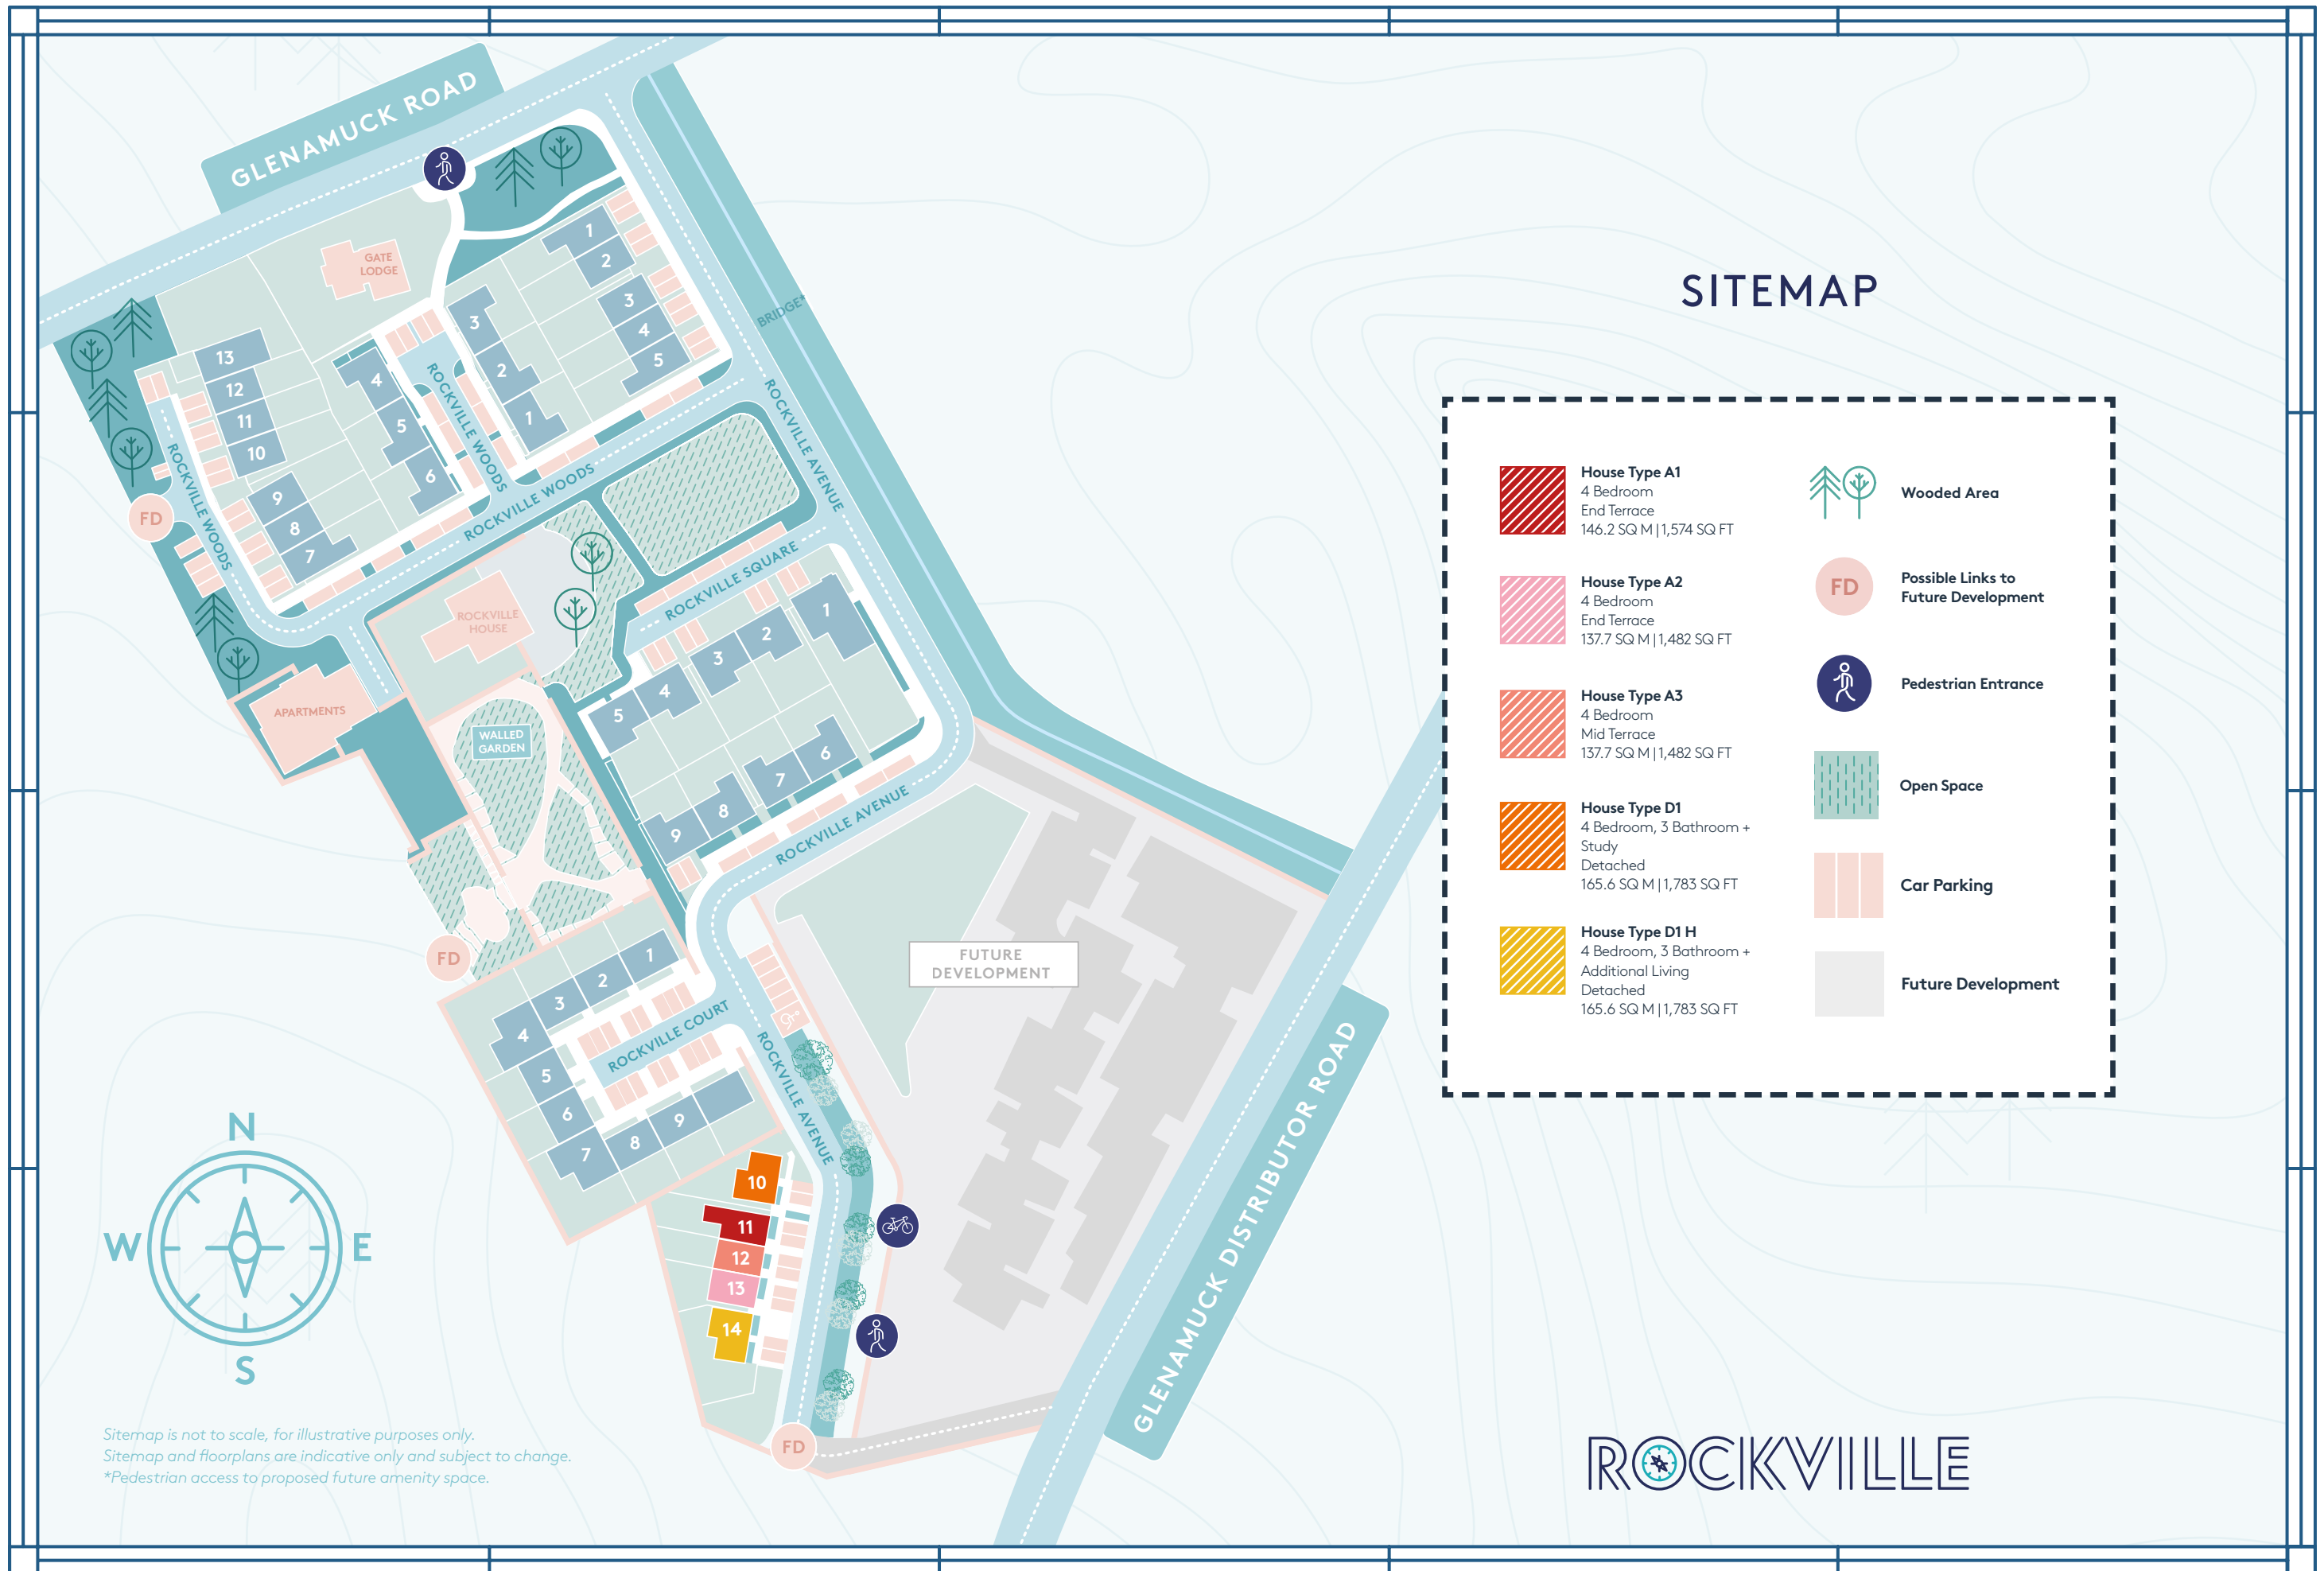 GLENAMUCK ROAD
GATE
LODGE
1
2
3
4
5
3
2
1
BRIDGE*
13
12
11
10
9
8
7
4
5
6
ROCKVILLE WOODS
ROCKVILLE WOODS
ROCKVILLE WOODS
ROCKVILLE AVENUE
FD
ROCKVILLE
HOUSE
ROCKVILLE SQUARE
1
2
3
4
5
6
7
8
9
APARTMENTS
WALLED
GARDEN
ROCKVILLE AVENUE
FD
1
2
3
4
5
6
7
8
9
ROCKVILLE COURT
ROCKVILLE AVENUE
FUTURE
DEVELOPMENT
10
11
12
13
14
FD
GLENAMUCK DISTRIBUTOR ROAD
N
W
E
S
Sitemap is not to scale, for illustrative purposes only.
Sitemap and floorplans are indicative only and subject to change.
*Pedestrian access to proposed future amenity space.
SITEMAP
House Type A1
4 Bedroom
End Terrace
146.2 SQ M | 1,574 SQ FT
House Type A2
4 Bedroom
End Terrace
137.7 SQ M | 1,482 SQ FT
House Type A3
4 Bedroom
Mid Terrace
137.7 SQ M | 1,482 SQ FT
House Type D1
4 Bedroom, 3 Bathroom +
Study
Detached
165.6 SQ M | 1,783 SQ FT
House Type D1 H
4 Bedroom, 3 Bathroom +
Additional Living
Detached
165.6 SQ M | 1,783 SQ FT
Wooded Area
FD
Possible Links to
Future Development
Pedestrian Entrance
Open Space
Car Parking
Future Development
ROCKVILLE